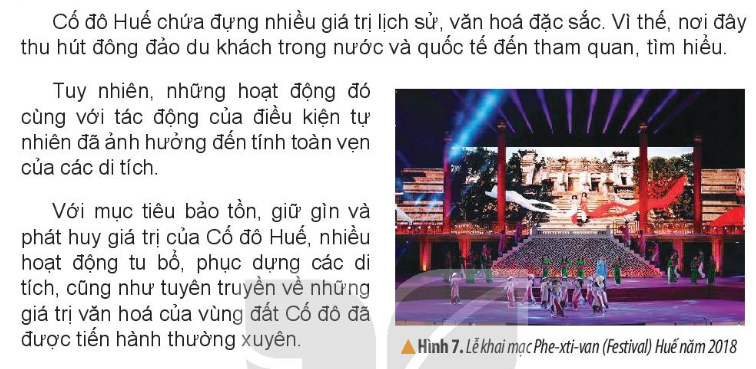 Cố đô Huế chứa đựng nhiều giá trị lịch sử, văn hoá đặc sắc. Vì thế, nơi đây
thu hút đông đảo du khách trong nước và quốc tế đến tham quan, tìm hiểu.
Tuy nhiên, những hoạt động đó
cùng với tác động của điều kiện tự
nhiên đã ảnh hưởng đến tính toàn vẹn
của các di tích.
Với mục tiêu bảo tồn, giữ gìn và
phát huy giá trị của Cố đô Huế, nhiều
hoạt động tu bổ, phục dựng các di
tích, cũng như tuyên truyền về những
giá trị văn hoá của vùng đất Cố đô đã
được tiến hành thường xuyên.
▲ Hình 7. Lễ khai mạc Phe-xti-van (Festival) Huế năm 2018